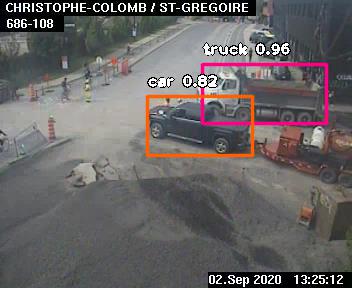 CHRISTOPHE-COLOMB / ST-GREGOIRE
686-108
truck 0.96
car 0.82
02.Sep 2020 13:25:12